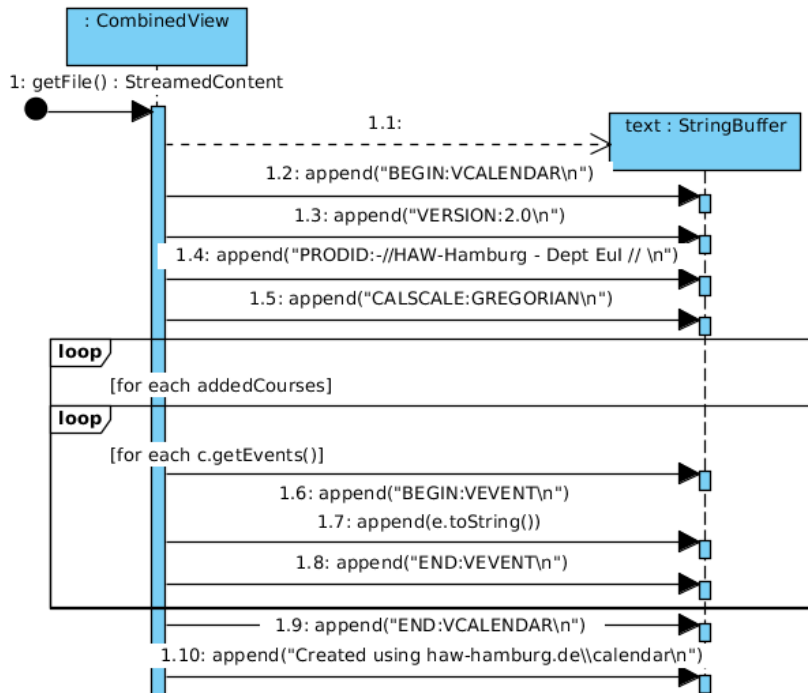 : CombinedView
1: getFile() : StreamedContent
1.1:
text : StringBuffer
1.2: append("BEGIN:VCALENDAR\n")
1.3: append("VERSION:2.0\n")
1.4: append("PRODID:-//HAW-Hamburg - Dept EuI // \n")
1.5: append("CALSCALE:GREGORIAN\n")
loop
[for each addedCourses]
loop
[for each c.getEvents()]
1.6: append("BEGIN:VEVENT\n")
1.7: append(e.toString())
1.8: append("END:VEVENT\n")
1.9: append("END:VCALENDAR\n")
1.10: append("Created using haw-hamburg.de\\calendar\n")